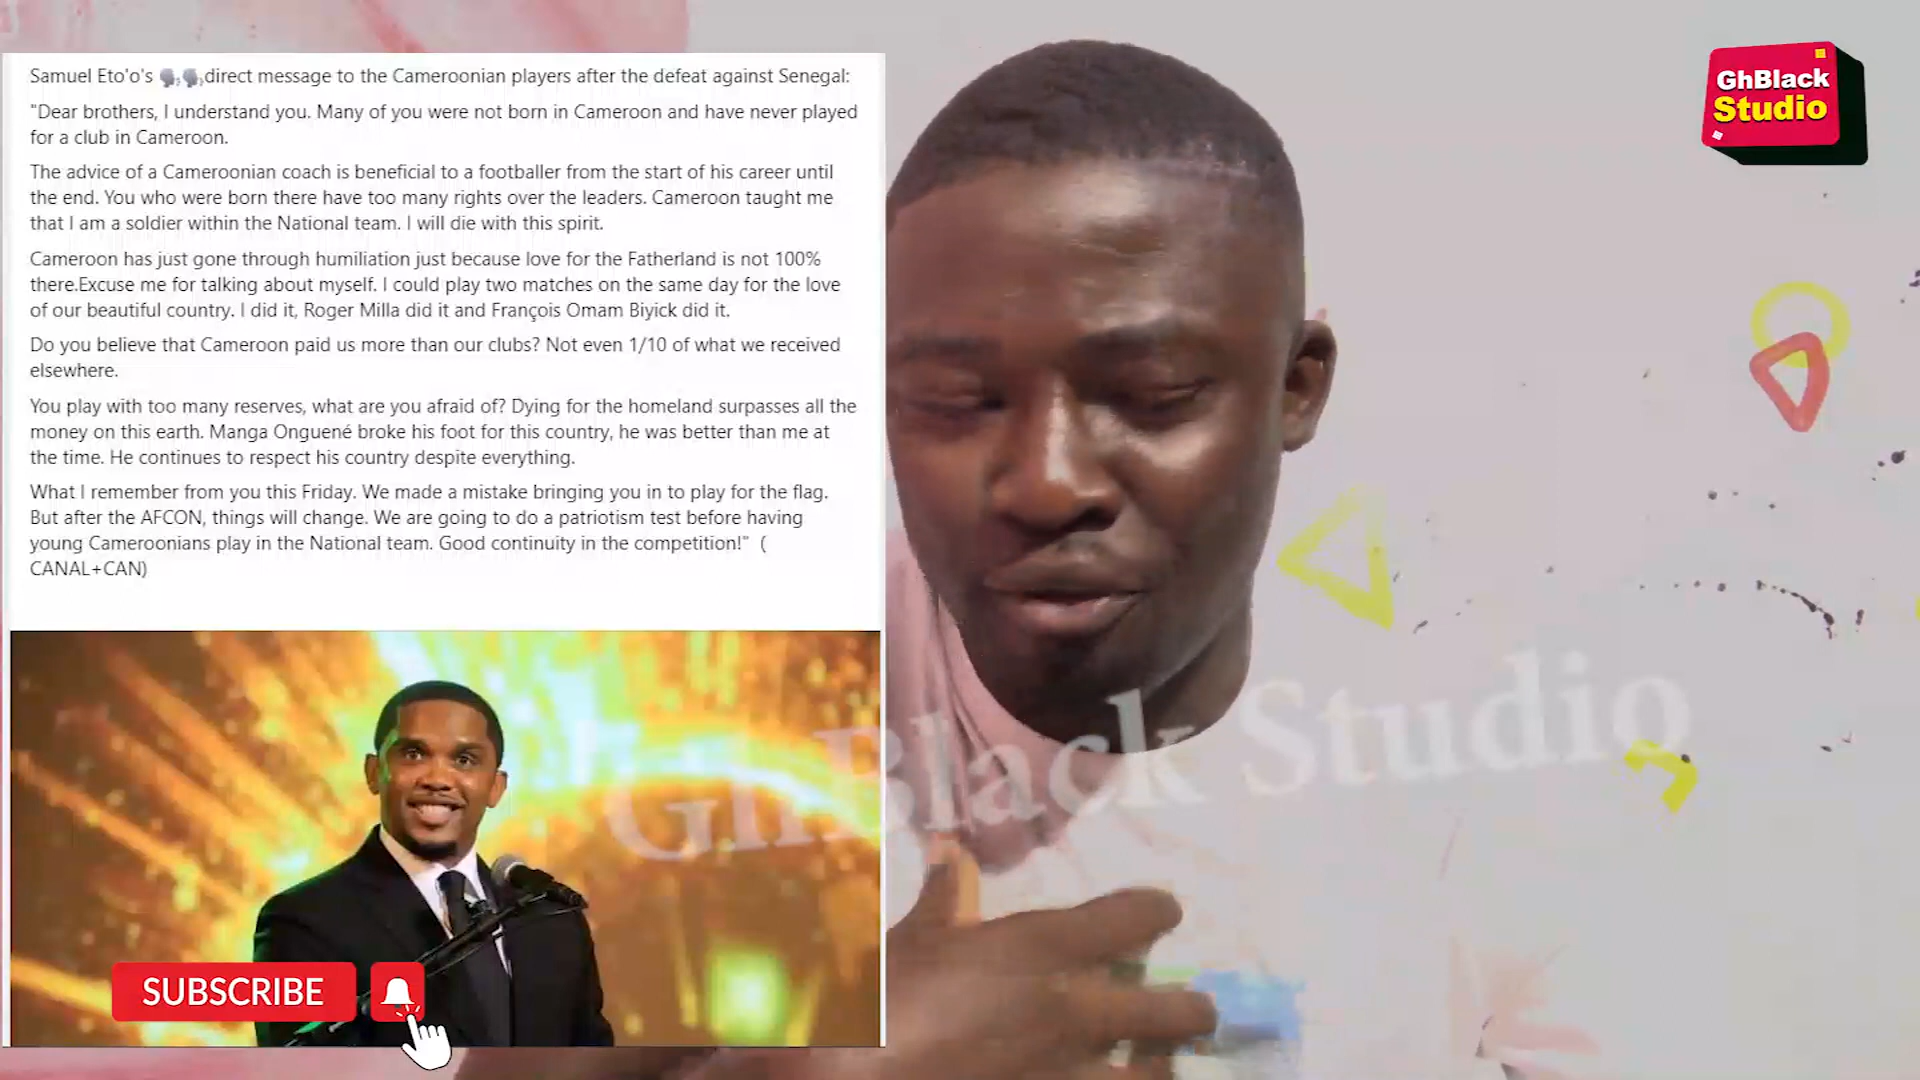 Samuel Eto'o's 🗣️🗣️direct message to the Cameroonian players after the defeat against Senegal:
"Dear brothers, I understand you. Many of you were not born in Cameroon and have never played
for a club in Cameroon.
The advice of a Cameroonian coach is beneficial to a footballer from the start of his career until
the end. You who were born there have too many rights over the leaders. Cameroon taught me
that I am a soldier within the National team. I will die with this spirit.
Cameroon has just gone through humiliation just because love for the Fatherland is not 100%
there.Excuse me for talking about myself. I could play two matches on the same day for the love
of our beautiful country. I did it, Roger Milla did it and François Omam Biyick did it.
Do you believe that Cameroon paid us more than our clubs? Not even 1/10 of what we received
elsewhere.
You play with too many reserves, what are you afraid of? Dying for the homeland surpasses all the
money on this earth. Manga Onguené broke his foot for this country, he was better than me at
the time. He continues to respect his country despite everything.
What I remember from you this Friday. We made a mistake bringing you in to play for the flag.
But after the AFCON, things will change. We are going to do a patriotism test before having
young Cameroonians play in the National team. Good continuity in the competition!" (
CANAL+CAN)
GhBlack
Studio
GhBlack Studio
SUBSCRIBE